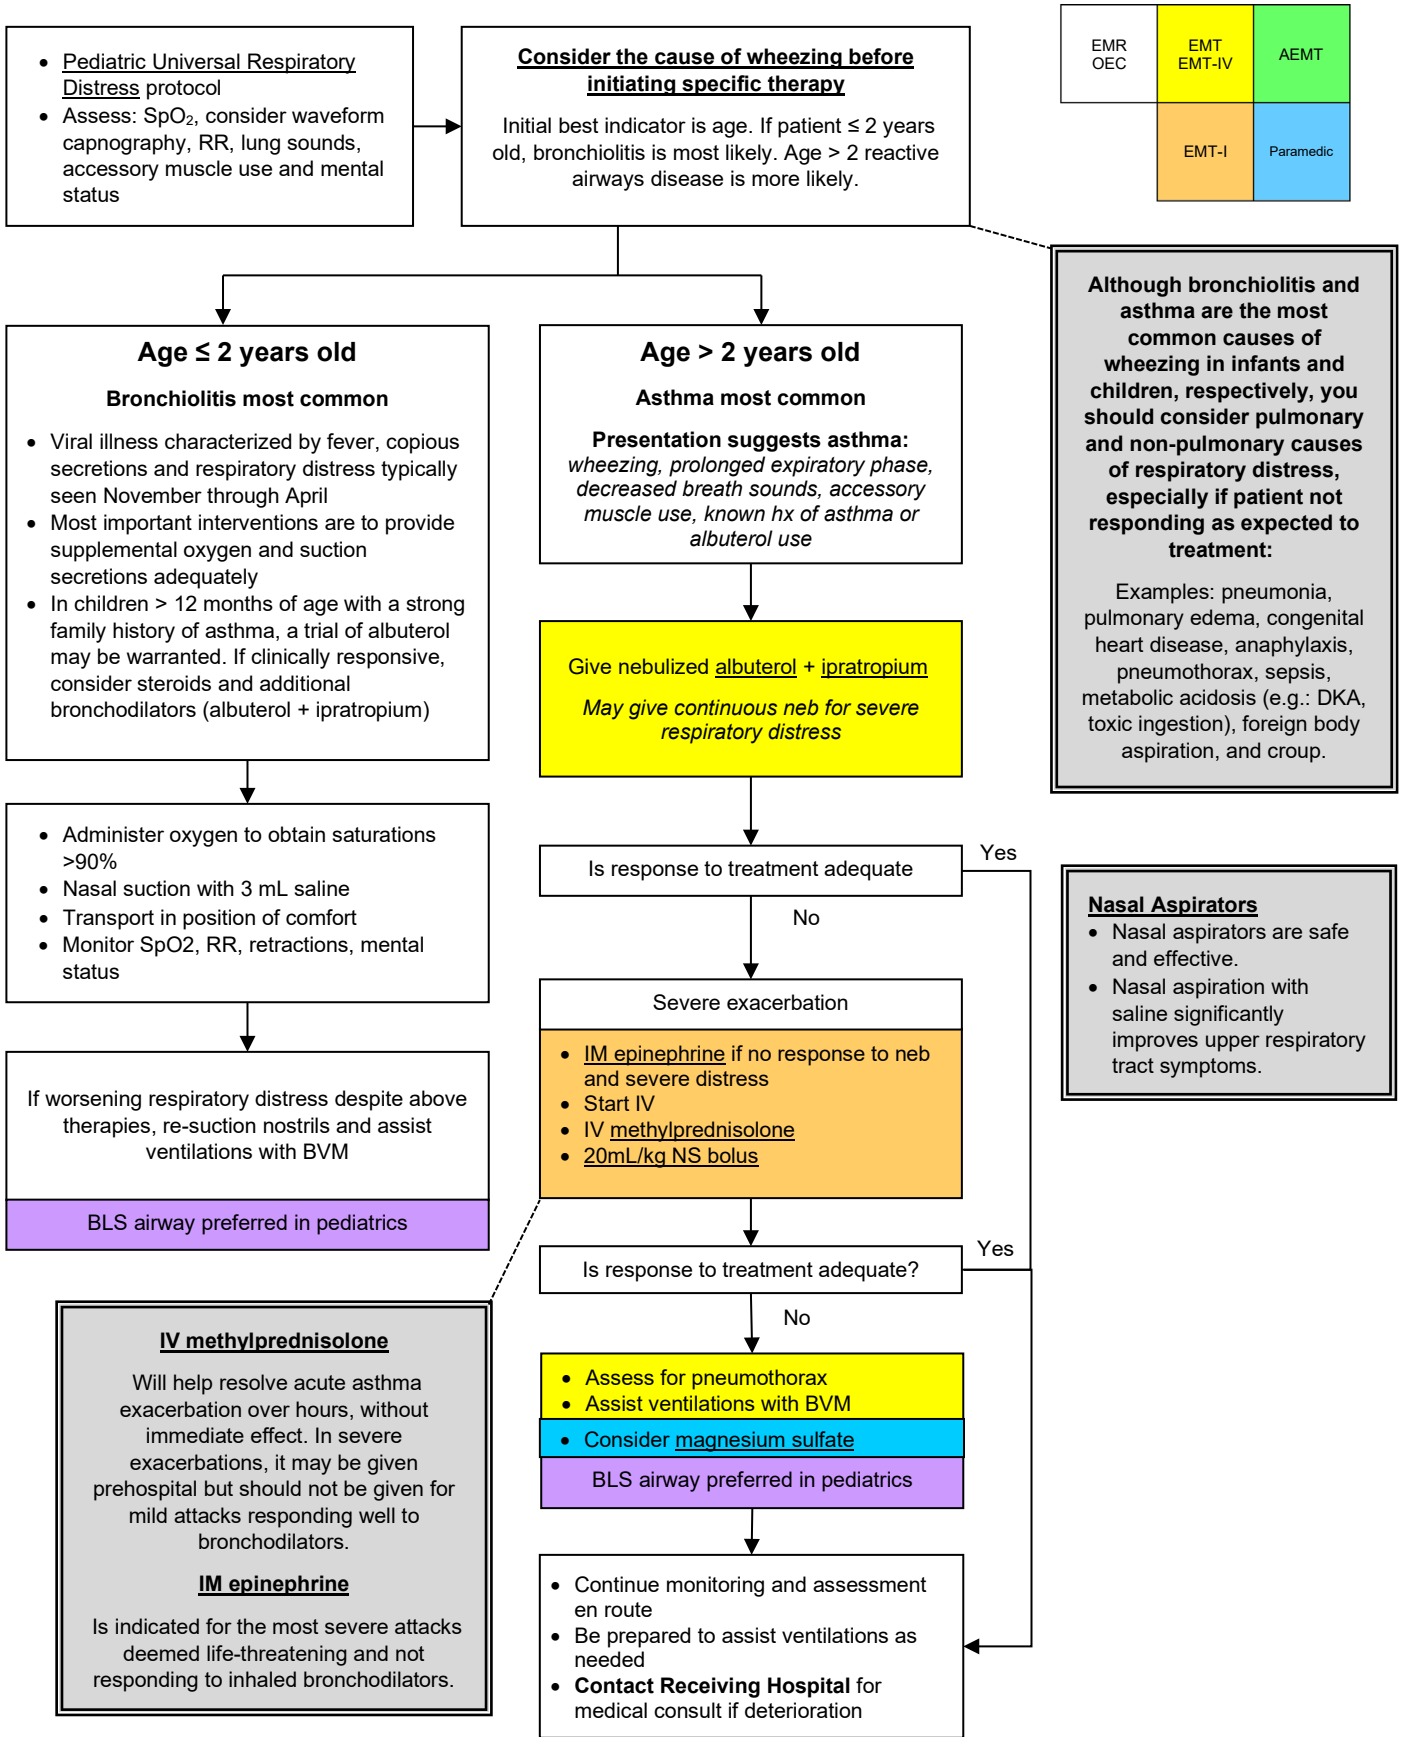 • Pediatric Universal Respiratory
Distress protocol
• Assess: SpO₂, consider waveform
capnography, RR, lung sounds,
accessory muscle use and mental
status
Consider the cause of wheezing before
initiating specific therapy
Initial best indicator is age. If patient ≤ 2 years
old, bronchiolitis is most likely. Age > 2 reactive
airways disease is more likely.
EMR
OEC
EMT
EMT-IV
AEMT
EMT-I
Paramedic
Although bronchiolitis and
asthma are the most
common causes of
wheezing in infants and
children, respectively, you
should consider pulmonary
and non-pulmonary causes
of respiratory distress,
especially if patient not
responding as expected to
treatment:
Examples: pneumonia,
pulmonary edema, congenital
heart disease, anaphylaxis,
pneumothorax, sepsis,
metabolic acidosis (e.g.: DKA,
toxic ingestion), foreign body
aspiration, and croup.
Age ≤ 2 years old
Bronchiolitis most common
• Viral illness characterized by fever, copious
secretions and respiratory distress typically
seen November through April
• Most important interventions are to provide
supplemental oxygen and suction
secretions adequately
• In children > 12 months of age with a strong
family history of asthma, a trial of albuterol
may be warranted. If clinically responsive,
consider steroids and additional
bronchodilators (albuterol + ipratropium)
Age > 2 years old
Asthma most common
Presentation suggests asthma:
wheezing, prolonged expiratory phase,
decreased breath sounds, accessory
muscle use, known hx of asthma or
albuterol use
Give nebulized albuterol + ipratropium
May give continuous neb for severe
respiratory distress
• Administer oxygen to obtain saturations
>90%
• Nasal suction with 3 mL saline
• Transport in position of comfort
• Monitor SpO2, RR, retractions, mental
status
Is response to treatment adequate
Yes
No
Nasal Aspirators
• Nasal aspirators are safe
and effective.
• Nasal aspiration with
saline significantly
improves upper respiratory
tract symptoms.
Severe exacerbation
• IM epinephrine if no response to neb
and severe distress
• Start IV
• IV methylprednisolone
• 20mL/kg NS bolus
If worsening respiratory distress despite above
therapies, re-suction nostrils and assist
ventilations with BVM
BLS airway preferred in pediatrics
Is response to treatment adequate?
Yes
No
IV methylprednisolone
Will help resolve acute asthma
exacerbation over hours, without
immediate effect. In severe
exacerbations, it may be given
prehospital but should not be given for
mild attacks responding well to
bronchodilators.
IM epinephrine
Is indicated for the most severe attacks
deemed life-threatening and not
responding to inhaled bronchodilators.
• Assess for pneumothorax
• Assist ventilations with BVM
• Consider magnesium sulfate
BLS airway preferred in pediatrics
• Continue monitoring and assessment
en route
• Be prepared to assist ventilations as
needed
• Contact Receiving Hospital for
medical consult if deterioration